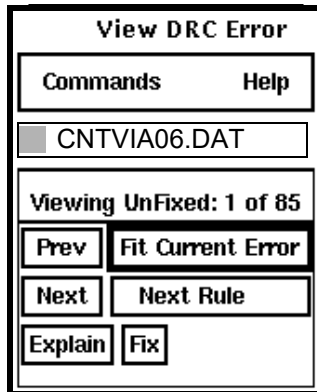 View DRC Error
Commands Help
CNTVIA06.DAT
Viewing UnFixed: 1 of 85
Prev Fit Current Error
Next Next Rule
Explain Fix